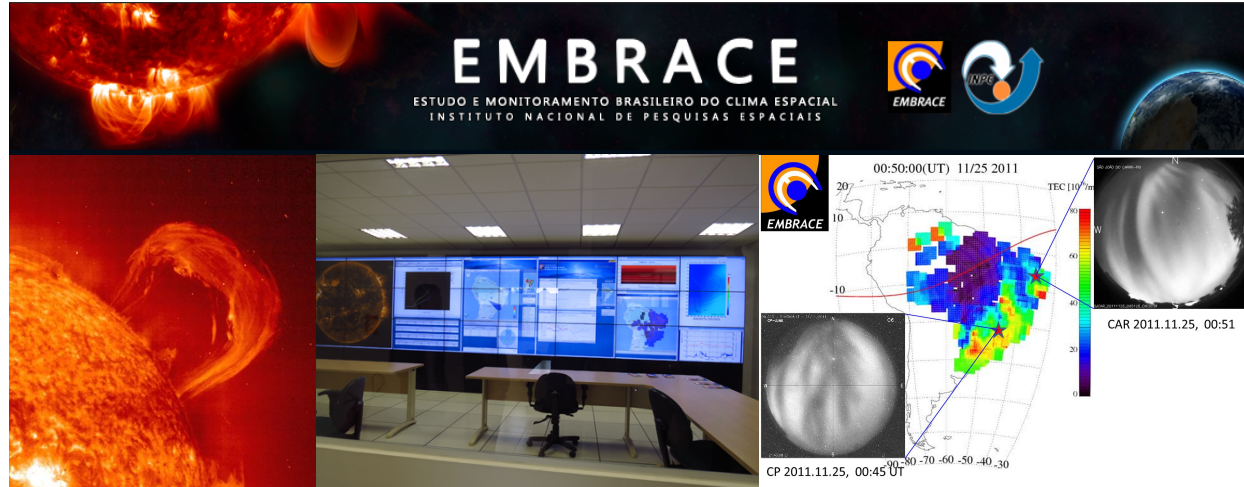 EMBRACE
ESTUDO E MONITORAMENTO BRASILEIRO DO CLIMA ESPACIAL
INSTITUTO NACIONAL DE PESQUISAS ESPACIAIS
EMBRACE
INPE
EMBRACE
00:50:00(UT) 11/25 2011
TEC [10
20
10
-10
80
60
40
20
0
-90 -80 -70 -60 -50 -40 -30
N
W
S
CAR 2011.11.25, 00:51
CP 2011.11.25, 00:45 UT